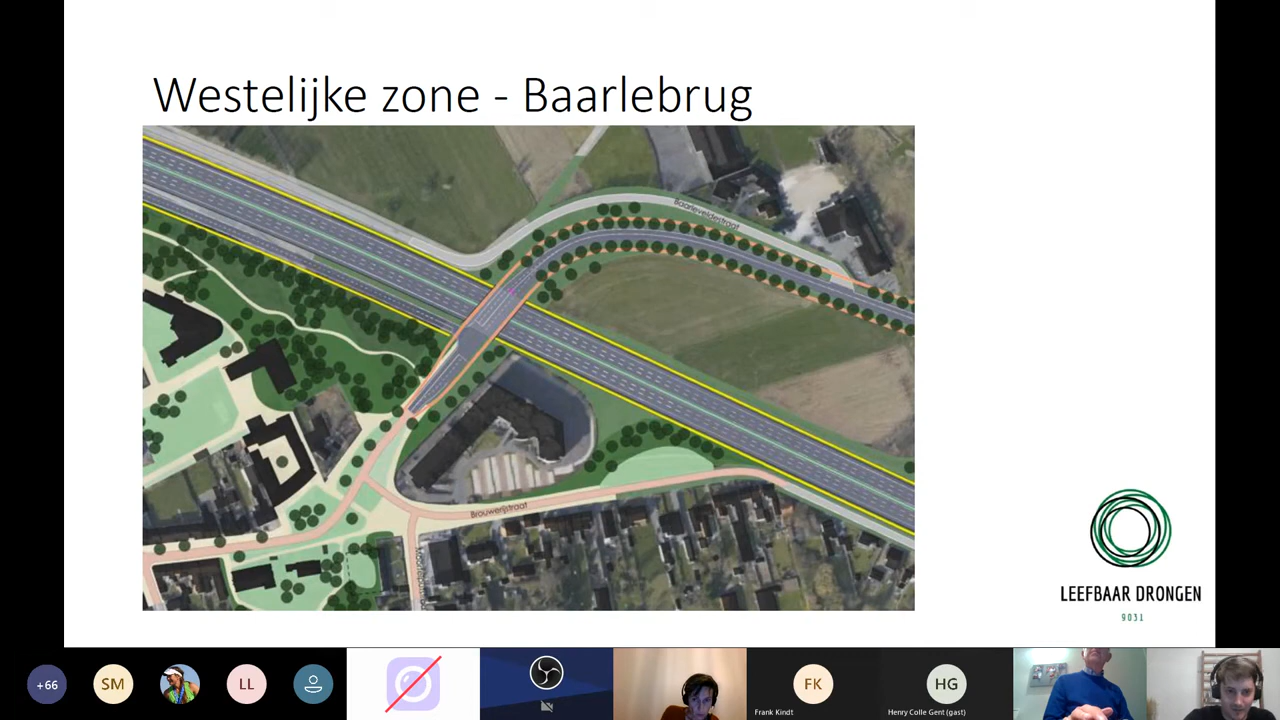 Westelijke zone - Baarlebrug
Baarleveldestraat
Brouwerijstraat
LEEFBAAR DRONGEN
9031
+66
SM
LL
FK
HG
Frank Kindt
Henry Colle Gent (gast)